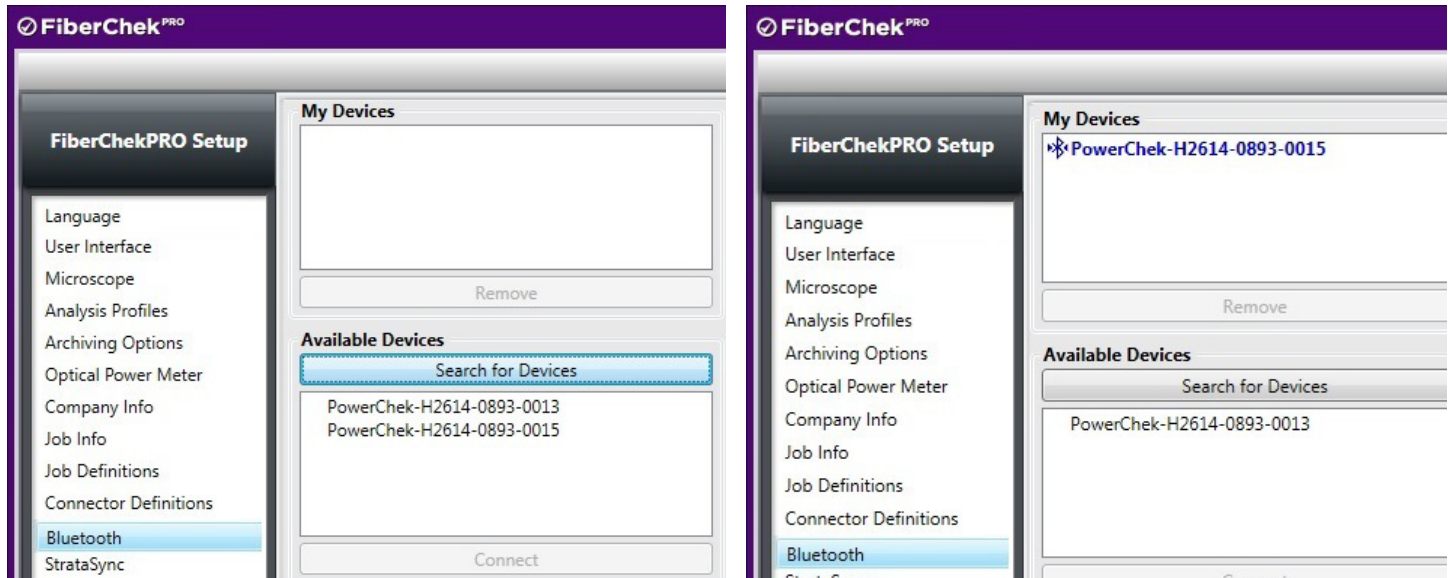 FiberChekPRO
My Devices
FiberChekPRO Setup
Remove
Language
User Interface
Microscope
Analysis Profiles
Archiving Options
Optical Power Meter
Company Info
Job Info
Job Definitions
Connector Definitions
Bluetooth
StrataSync
Available Devices
Search for Devices
PowerChek-H2614-0893-0013
PowerChek-H2614-0893-0015
Connect
FiberChekPRO
My Devices
PowerChek-H2614-0893-0015
FiberChekPRO Setup
Remove
Language
User Interface
Microscope
Analysis Profiles
Archiving Options
Optical Power Meter
Company Info
Job Info
Job Definitions
Connector Definitions
Bluetooth
Available Devices
Search for Devices
PowerChek-H2614-0893-0013